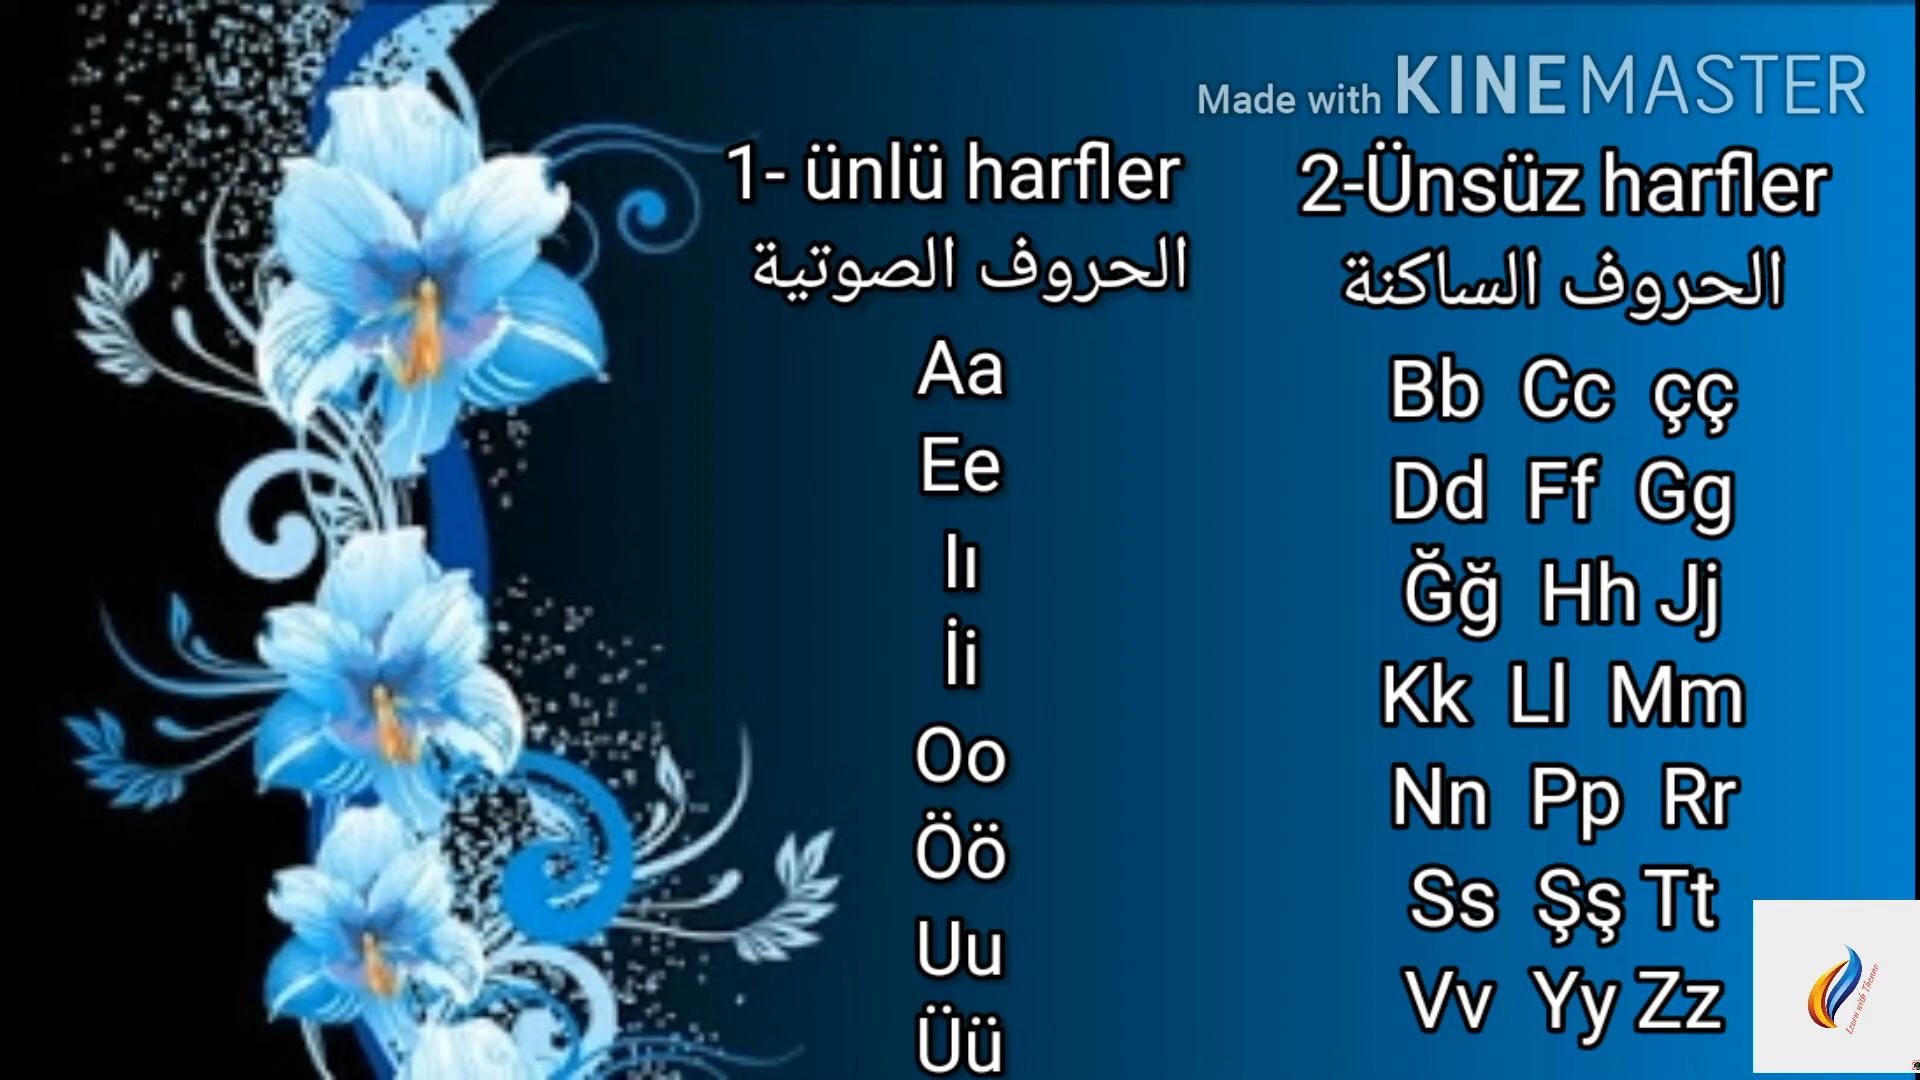 Made with KINEMASTER
1- ünlü harfler
الحروف الصوتية
Aa
Ee
Iı
İi
Oo
Öö
Uu
Üü
2-Ünsüz harfler
الحروف الساكنة
Bb Cc çç
Dd Ff Gg
Ğğ Hh Jj
Kk Ll Mm
Nn Pp Rr
Ss Şş Tt
Vv Yy Zz
Learn with